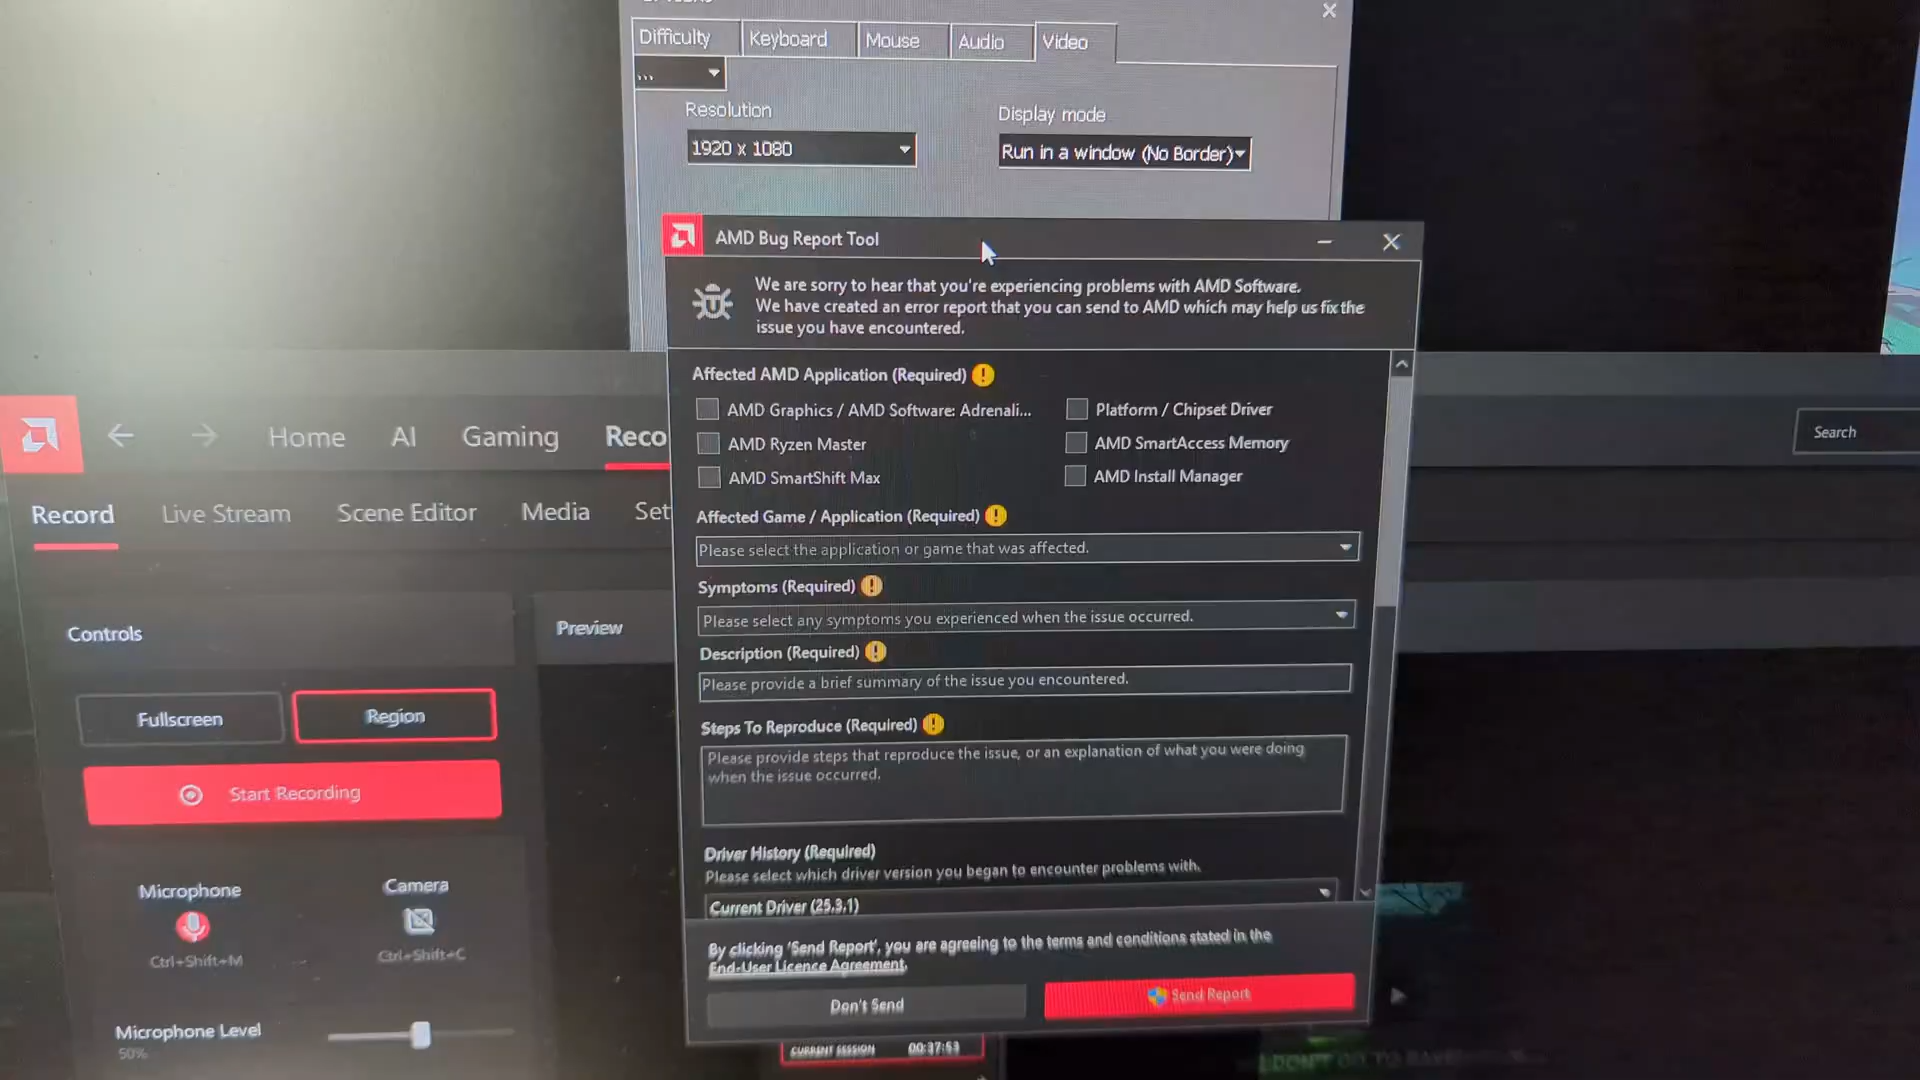 Difficulty
Keyboard
Mouse
Audio
Video
...
Resolution
Display mode
1920 x 1080
Run in a window (No Border)
AMD Bug Report Tool
We are sorry to hear that you're experiencing problems with AMD Software.
We have created an error report that you can send to AMD which may help us fix the
issue you have encountered.
Affected AMD Application (Required)
AMD Graphics / AMD Software: Adrenali...
Platform / Chipset Driver
AMD Ryzen Master
AMD SmartAccess Memory
AMD SmartShift Max
AMD Install Manager
Affected Game / Application (Required)
Please select the application or game that was affected.
Symptoms (Required)
Please select any symptoms you experienced when the issue occurred.
Description (Required)
Please provide a brief summary of the issue you encountered.
Steps To Reproduce (Required)
Please provide steps that reproduce the issue, or an explanation of what you were doing
when the issue occurred.
Driver History (Required)
Please select which driver version you began to encounter problems with.
Current Driver (25.3.1)
By clicking 'Send Report', you are agreeing to the terms and conditions stated in the
End-User Licence Agreement.
Don't Send
Send Report
Home
AI
Gaming
Reco
Search
Record
Live Stream
Scene Editor
Media
Set
Controls
Preview
Fullscreen
Region
Start Recording
Microphone
Camera
Ctrl+Shift+M
Ctrl+Shift+C
Microphone Level
50%
CURRENT SESSION
00:37:53